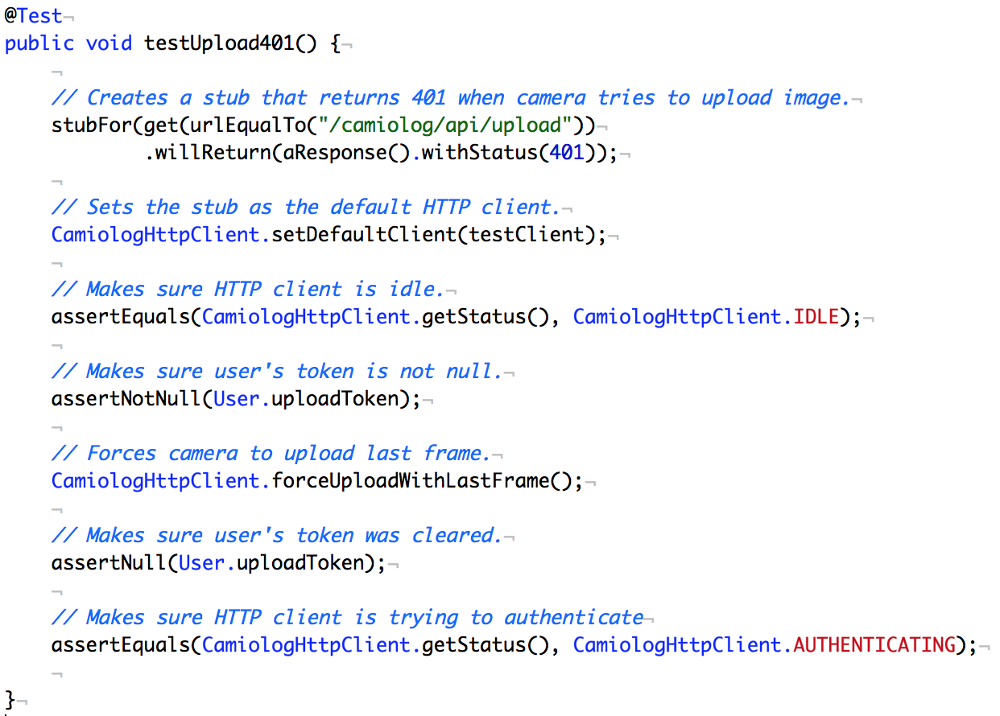 @Test¬
public void testUpload401() {¬
    ¬
    // Creates a stub that returns 401 when camera tries to upload image.¬
    stubFor(get(urlEqualTo("/camiolog/api/upload"))¬
            .willReturn(aResponse().withStatus(401));¬
    ¬
    // Sets the stub as the default HTTP client.¬
    CamiologHttpClient.setDefaultClient(testClient);¬
    ¬
    // Makes sure HTTP client is idle.¬
    assertEquals(CamiologHttpClient.getStatus(), CamiologHttpClient.IDLE);¬
    ¬
    // Makes sure user's token is not null.¬
    assertNotNull(User.uploadToken);¬
    ¬
    // Forces camera to upload last frame.¬
    CamiologHttpClient.forceUploadWithLastFrame();¬
    ¬
    // Makes sure user's token was cleared.¬
    assertNull(User.uploadToken);¬
    ¬
    // Makes sure HTTP client is trying to authenticate¬
    assertEquals(CamiologHttpClient.getStatus(), CamiologHttpClient.AUTHENTICATING);¬
    ¬
}¬